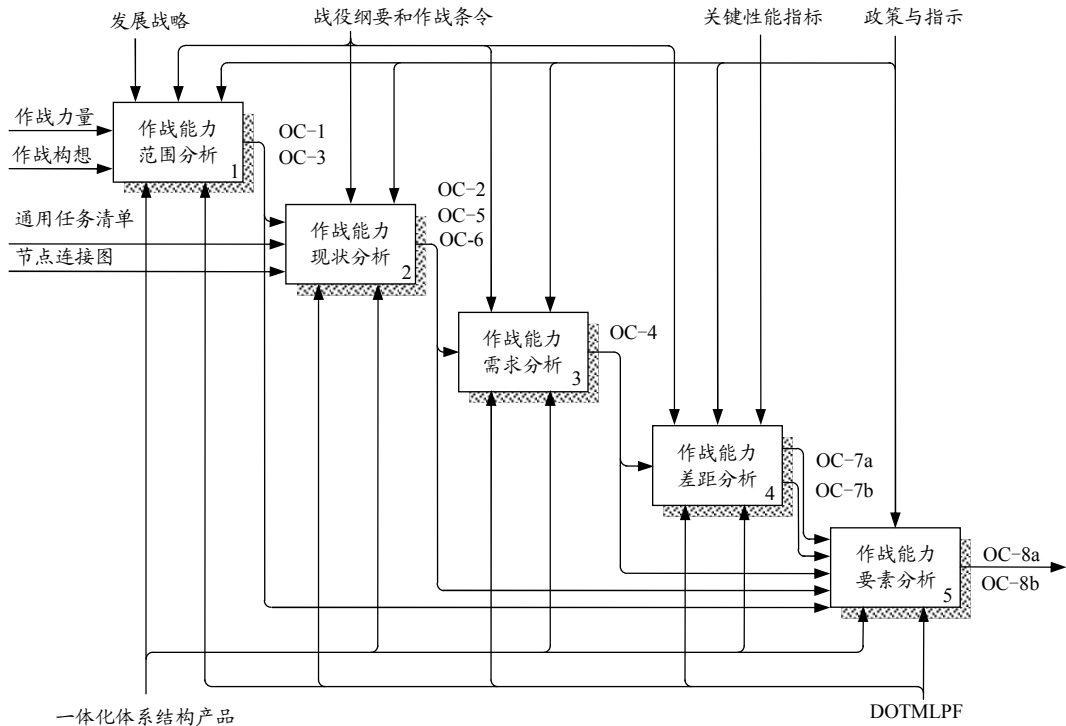 发展战略
战役纲要和作战条令
关键性能指标
政策与指示
作战力量
作战构想
作战能力
范围分析
1
OC−1
OC−3
通用任务清单
节点连接图
作战能力
现状分析
2
OC−2
OC−5
OC-6
作战能力
需求分析
3
OC−4
作战能力
差距分析
4
OC−7a
OC−7b
作战能力
要素分析
5
OC−8a
OC−8b
一体化体系结构产品
DOTMLPF